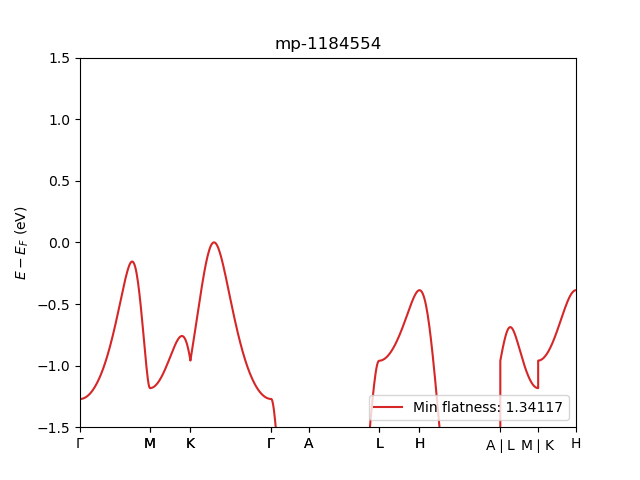 mp-1184554
E − E_F (eV)
1.5
1.0
0.5
0.0
−0.5
−1.0
−1.5
Min flatness: 1.34117
Γ M K Γ A L H A | L M | K H